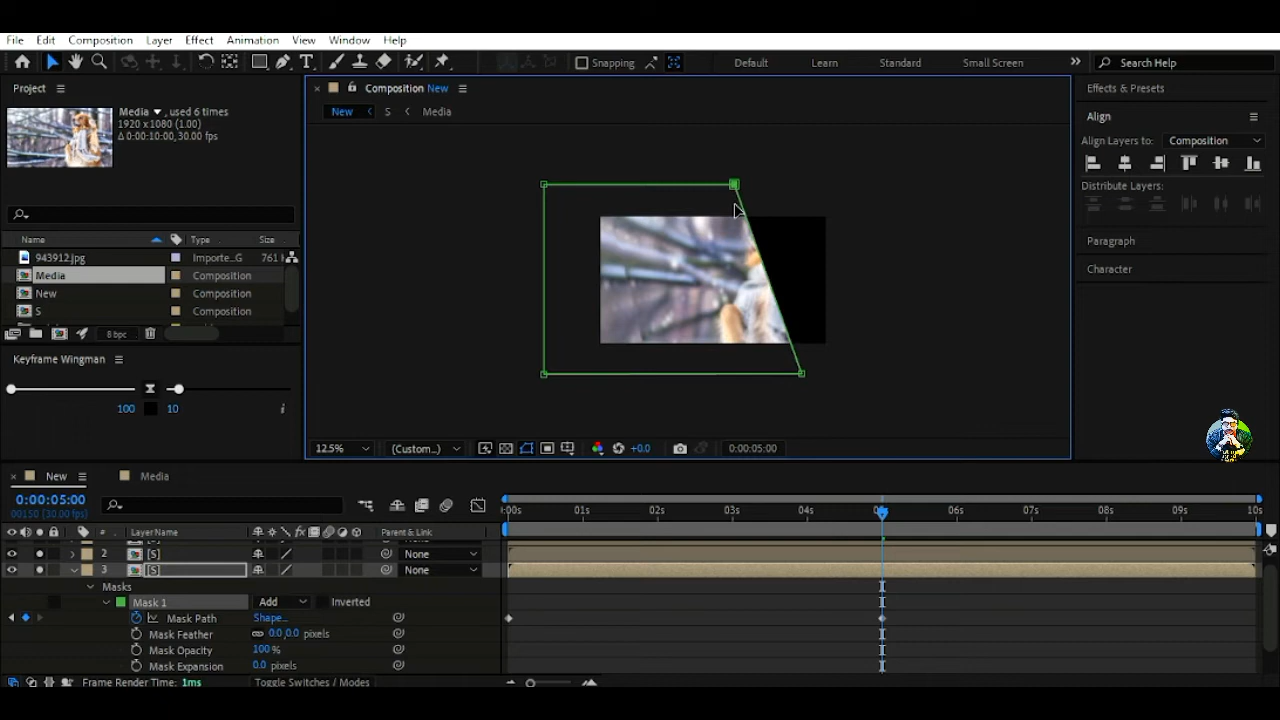 File Edit Composition Layer Effect Animation View Window Help
Snapping Default Learn Standard Small Screen Search Help
Project
Media , used 6 times
1920 x 1080 (1.00)
Δ 0:00:10:00, 30.00 fps
Name Type Size
943912.jpg Importe_G 761
Media Composition
New Composition
S Composition
8 bpc
Keyframe Wingman
100 10
Composition New
New S Media
12.5% (Custom...) +0.0 0:00:05:00
Effects & Presets
Align
Align Layers to: Composition
Distribute Layers:
Paragraph
Character
New Media
0:00:05:00
00150 (30.00 fps)
:00s 01s 02s 03s 04s 06s 07s 08s 09s 10s
# Layer Name Parent & Link
2 [S] None
3 [S] None
Masks
Mask 1 Add Inverted
Mask Path Shape...
Mask Feather 0.0,0.0 pixels
Mask Opacity 100 %
Mask Expansion 0.0 pixels
Frame Render Time: 1ms Toggle Switches / Modes